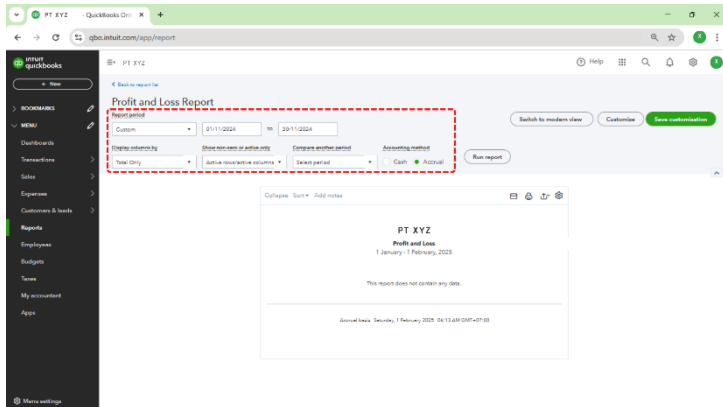 PT XYZ - QuickBooks Onli
qbo.intuit.com/app/report
INTUIT
quickbooks
PT XYZ
Help
+ New
BOOKMARKS
MENU
Dashboards
Transactions
Sales
Expenses
Customers & leads
Reports
Employees
Budgets
Taxes
My accountant
Apps
Menu settings
Back to report list
Profit and Loss Report
Report period
Custom
01/11/2024
to
30/11/2024
Switch to modern view
Customise
Save customisation
Display columns by
Show non-zero or active only
Compare another period
Accounting method
Total Only
Active rows/active columns
Select period
Cash
Accrual
Run report
Collapse Sort Add notes
PT XYZ
Profit and Loss
1 January - 1 February, 2025
This report does not contain any data.
Accrual basis Saturday, 1 February 2025 06:13 AM GMT+07:00